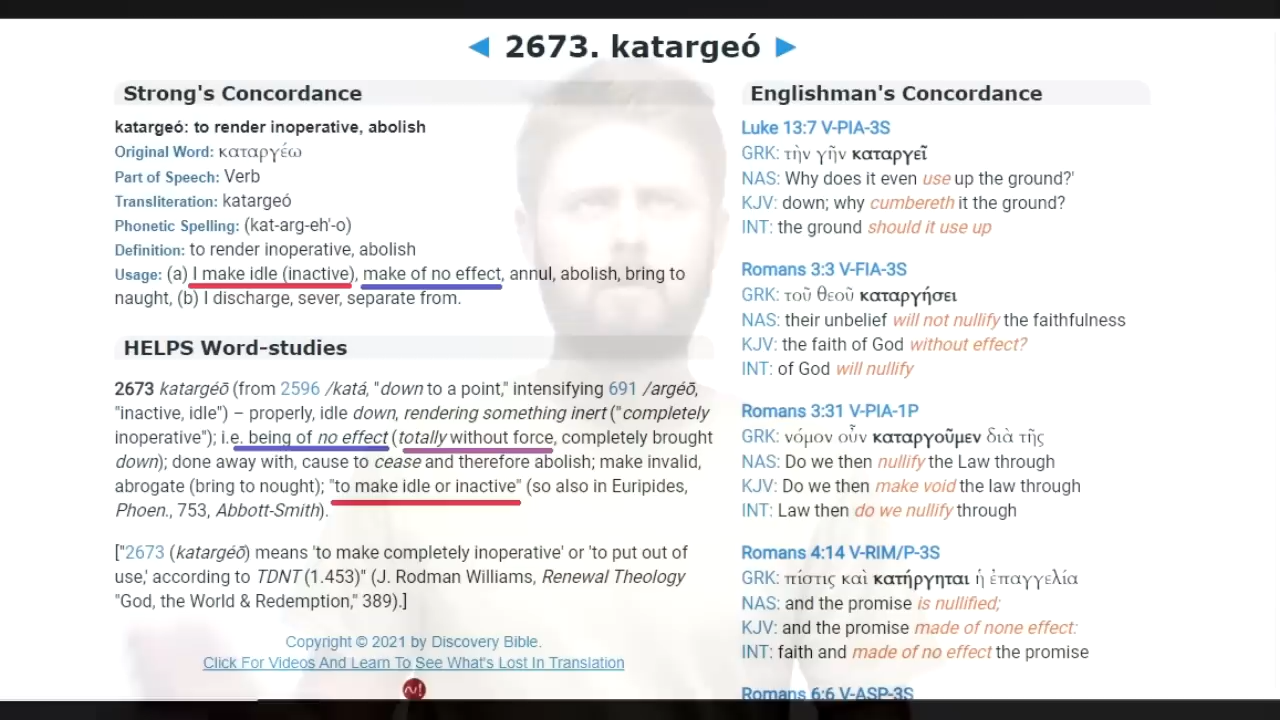 ◄ 2673. katargeó ►
Strong's Concordance
katargeó: to render inoperative, abolish
Original Word: καταργέω
Part of Speech: Verb
Transliteration: katargeó
Phonetic Spelling: (kat-arg-eh'-o)
Definition: to render inoperative, abolish
Usage: (a) I make idle (inactive), make of no effect, annul, abolish, bring to
naught, (b) I discharge, sever, separate from.
HELPS Word-studies
2673 katargéō (from 2596 /katá, "down to a point," intensifying 691 /argéō,
"inactive, idle") – properly, idle down, rendering something inert ("completely
inoperative"); i.e. being of no effect (totally without force, completely brought
down); done away with, cause to cease and therefore abolish; make invalid,
abrogate (bring to nought); "to make idle or inactive" (so also in Euripides,
Phoen., 753, Abbott-Smith).
["2673 (katargéō) means 'to make completely inoperative' or 'to put out of
use,' according to TDNT (1.453)" (J. Rodman Williams, Renewal Theology
"God, the World & Redemption," 389).]
Copyright © 2021 by Discovery Bible.
Click For Videos And Learn To See What's Lost In Translation
Englishman's Concordance
Luke 13:7 V-PIA-3S
GRK: τὴν γῆν καταργεῖ
NAS: Why does it even use up the ground?'
KJV: down; why cumbereth it the ground?
INT: the ground should it use up
Romans 3:3 V-FIA-3S
GRK: τοῦ θεοῦ καταργήσει
NAS: their unbelief will not nullify the faithfulness
KJV: the faith of God without effect?
INT: of God will nullify
Romans 3:31 V-PIA-1P
GRK: νόμον οὖν καταργοῦμεν διὰ τῆς
NAS: Do we then nullify the Law through
KJV: Do we then make void the law through
INT: Law then do we nullify through
Romans 4:14 V-RIM/P-3S
GRK: πίστις καὶ κατήργηται ἡ ἐπαγγελία
NAS: and the promise is nullified;
KJV: and the promise made of none effect:
INT: faith and made of no effect the promise
Romans 6:6 V-ASP-3S